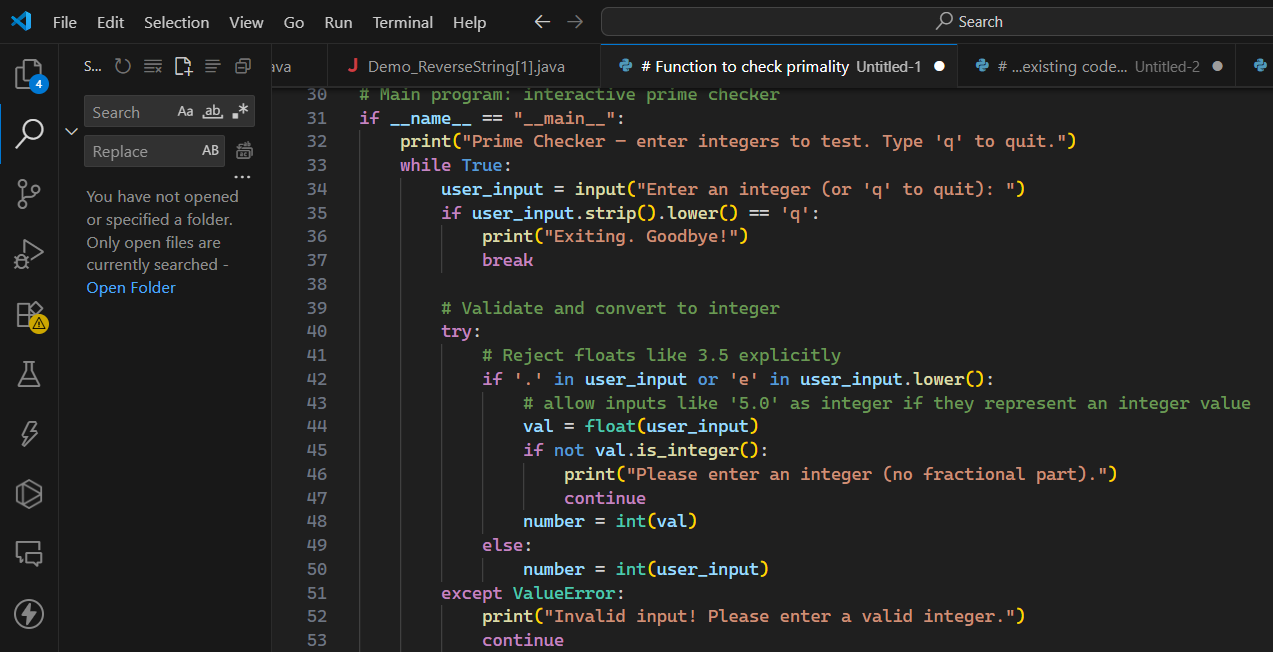 File Edit Selection View Go Run Terminal Help
Search
4
S...
Search Aa ab .*
Replace AB
...
You have not opened
or specified a folder.
Only open files are
currently searched -
Open Folder
ava
J Demo_ReverseString[1].java
# Function to check primality Untitled-1
# ...existing code... Untitled-2
30 # Main program: interactive prime checker
31 if __name__ == "__main__":
32     print("Prime Checker — enter integers to test. Type 'q' to quit.")
33     while True:
34         user_input = input("Enter an integer (or 'q' to quit): ")
35         if user_input.strip().lower() == 'q':
36             print("Exiting. Goodbye!")
37             break
38
39         # Validate and convert to integer
40         try:
41             # Reject floats like 3.5 explicitly
42             if '.' in user_input or 'e' in user_input.lower():
43                 # allow inputs like '5.0' as integer if they represent an integer value
44                 val = float(user_input)
45                 if not val.is_integer():
46                     print("Please enter an integer (no fractional part).")
47                     continue
48                 number = int(val)
49             else:
50                 number = int(user_input)
51         except ValueError:
52             print("Invalid input! Please enter a valid integer.")
53             continue